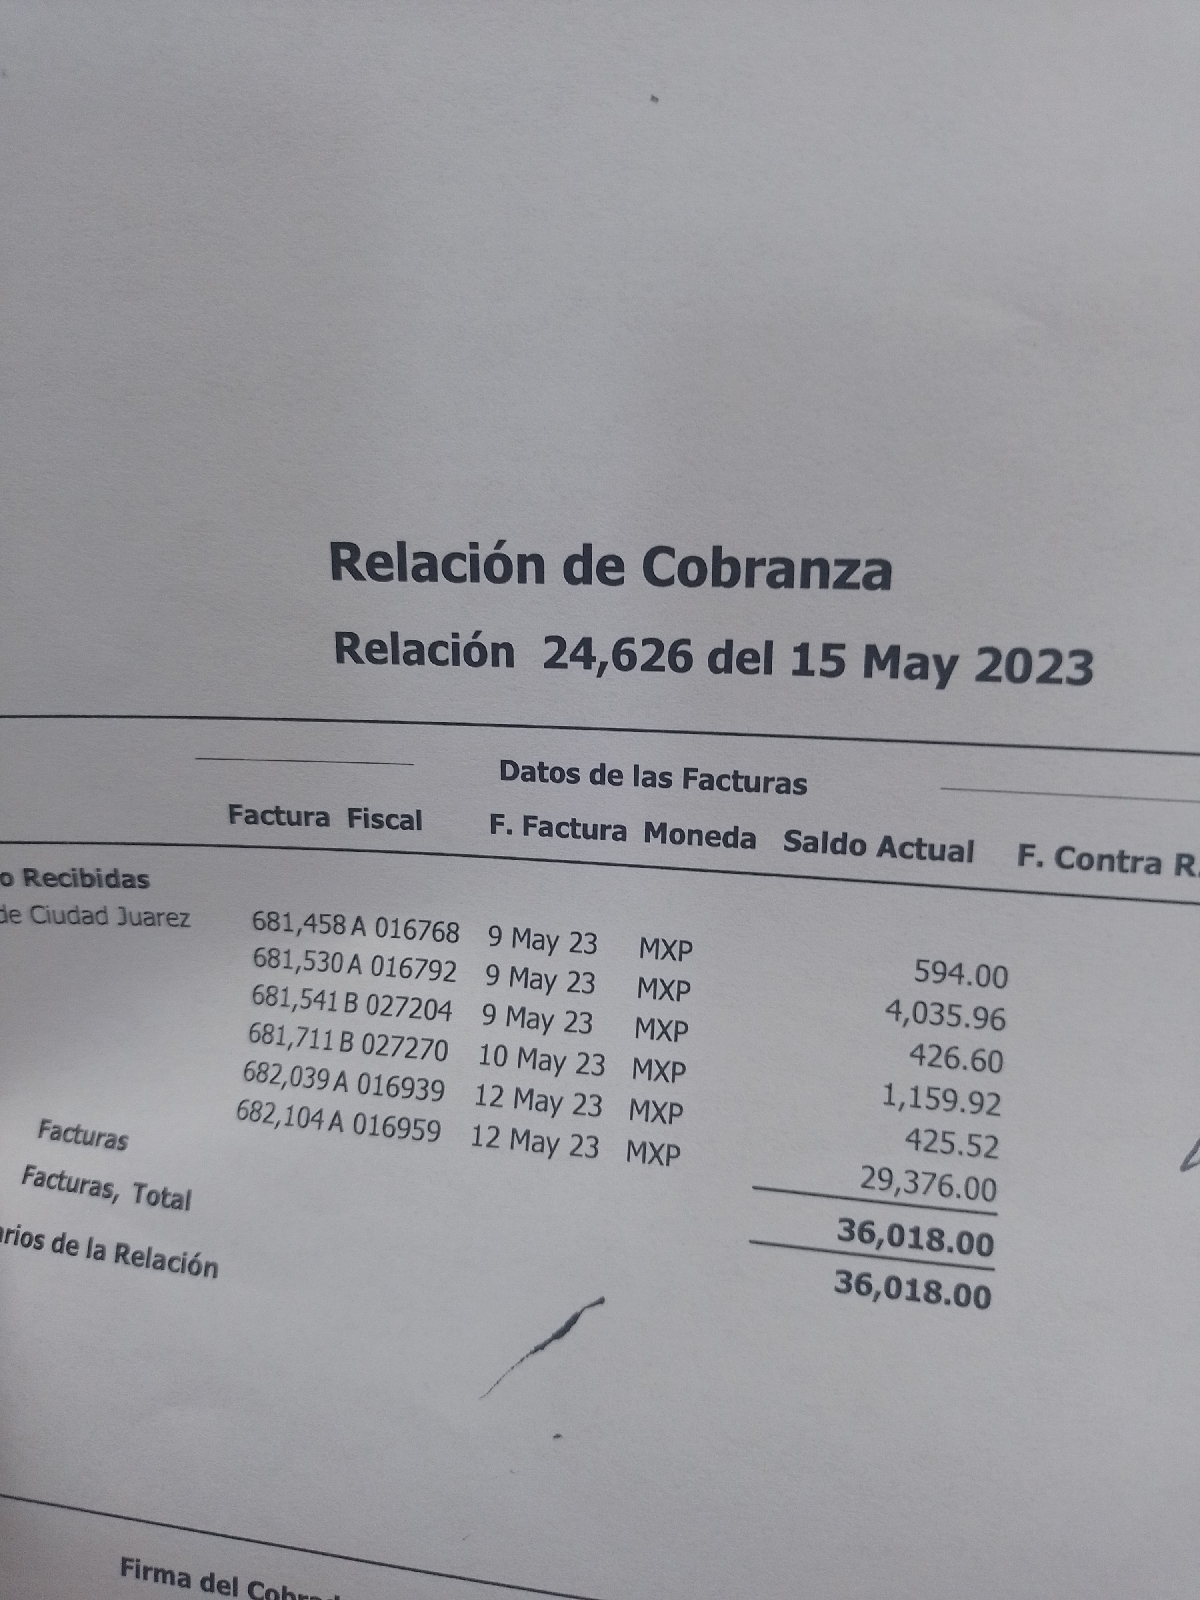 Relación de Cobranza
Relación 24,626 del 15 May 2023
Datos de las Facturas
Factura Fiscal F. Factura Moneda Saldo Actual F. Contra R.
o Recibidas
de Ciudad Juarez 681,458 A 016768 9 May 23 MXP 594.00
681,530 A 016792 9 May 23 MXP 4,035.96
681,541 B 027204 9 May 23 MXP 426.60
681,711 B 027270 10 May 23 MXP 1,159.92
682,039 A 016939 12 May 23 MXP 425.52
682,104 A 016959 12 May 23 MXP 29,376.00
Facturas 36,018.00
Facturas, Total 36,018.00
rios de la Relación
Firma del